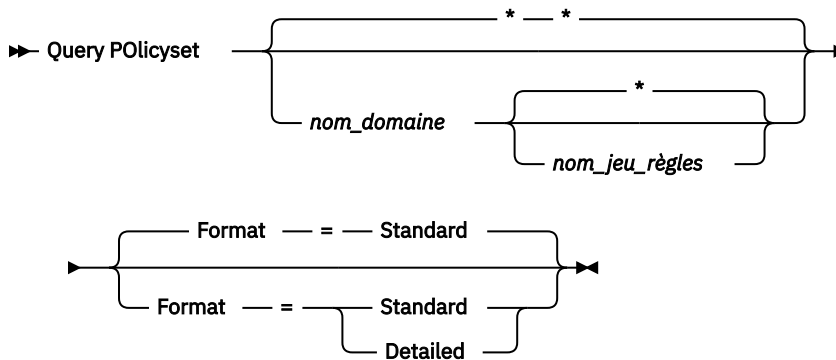 * *
Query POlicyset
*
nom_domaine
nom_jeu_règles
Format = Standard
Format = Standard
Detailed